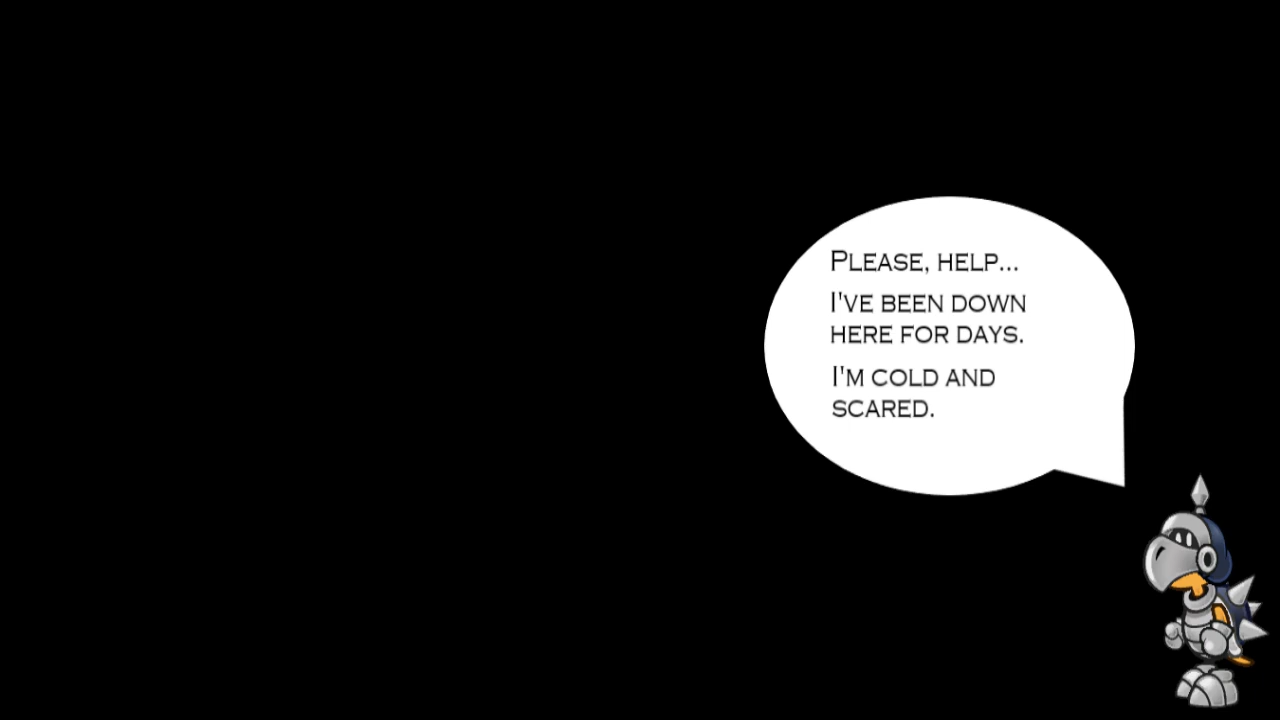 Please, help...
I've been down
here for days.
I'm cold and
scared.